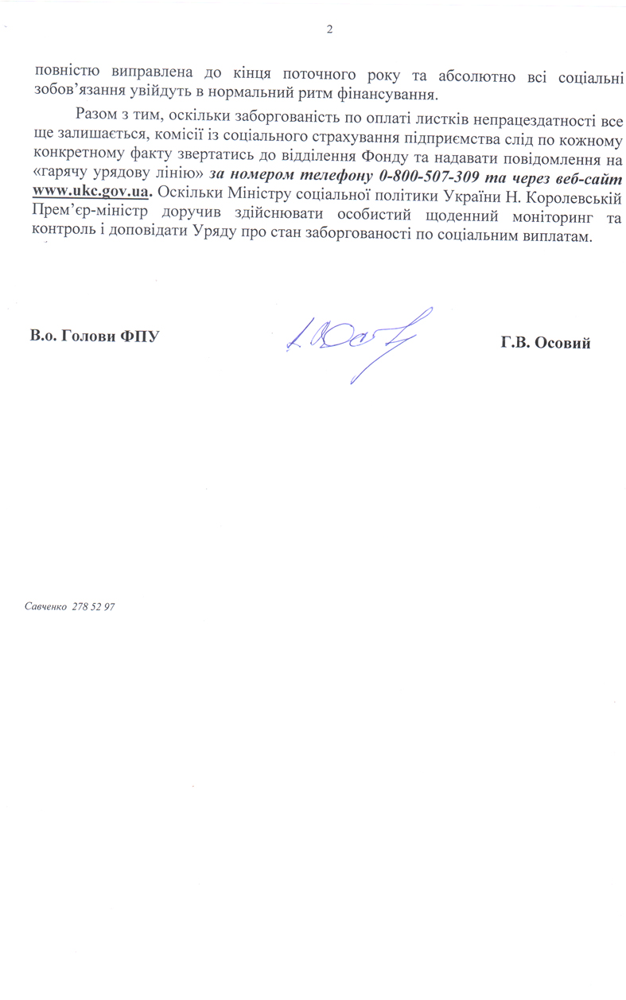 2
повністю виправлена до кінця поточного року та абсолютно всі соціальні
зобов’язання увійдуть в нормальний ритм фінансування.
Разом з тим, оскільки заборгованість по оплаті листків непрацездатності все
ще залишається, комісії із соціального страхування підприємства слід по кожному
конкретному факту звертатись до відділення Фонду та надавати повідомлення на
«гарячу урядову лінію» за номером телефону 0-800-507-309 та через веб-сайт
www.ukc.gov.ua. Оскільки Міністру соціальної політики України Н. Королевській
Прем’єр-міністр доручив здійснювати особистий щоденний моніторинг та
контроль і доповідати Уряду про стан заборгованості по соціальним виплатам.
В.о. Голови ФПУ
Г.В. Осовий
Савченко 278 52 97